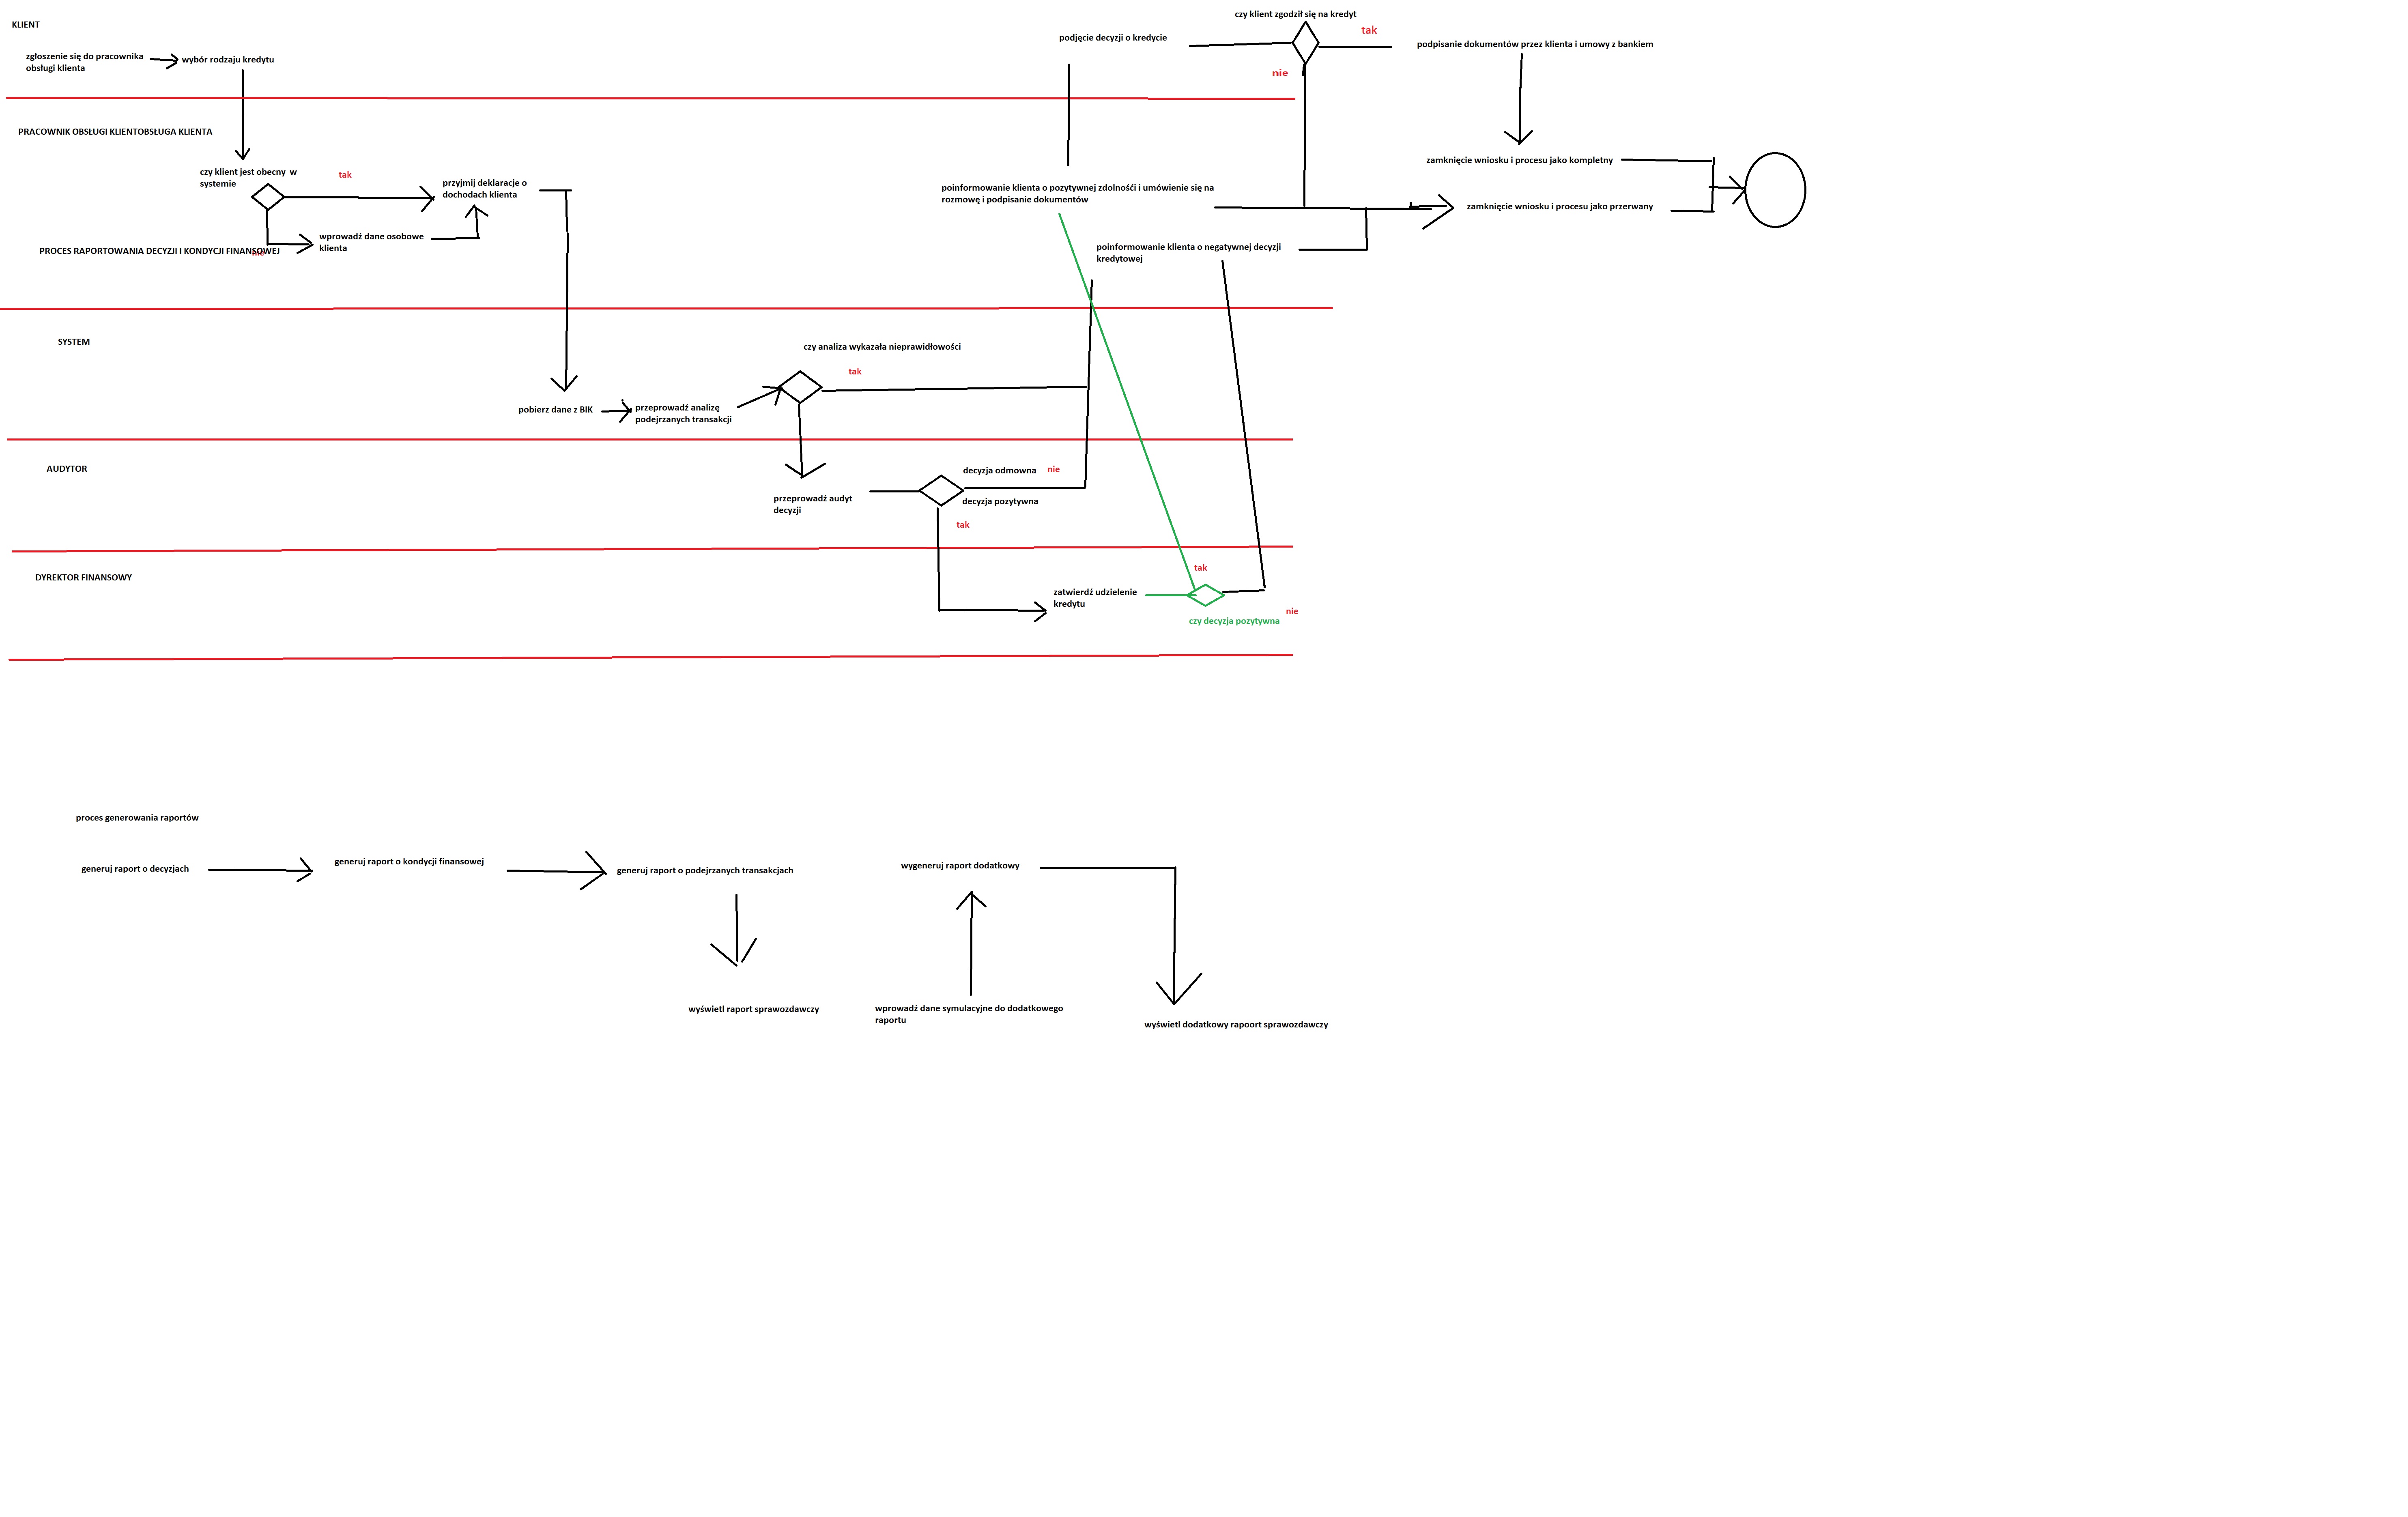 KLIENT
zgłoszenie się do pracownika
obsługi klienta
wybór rodzaju kredytu
podjęcie decyzji o kredycie
czy klient zgodził się na kredyt
tak
nie
podpisanie dokumentów przez klienta i umowy z bankiem
PRACOWNIK OBSŁUGI KLIENTOBSŁUGA KLIENTA
czy klient jest obecny w
systemie
tak
nie
przyjmij deklaracje o
dochodach klienta
wprowadź dane osobowe
klienta
PROCES RAPORTOWANIA DECYZJI I KONDYCJI FINANSOWEJ
poinformowanie klienta o pozytywnej zdolnośći i umówienie się na
rozmowę i podpisanie dokumentów
poinformowanie klienta o negatywnej decyzji
kredytowej
zamknięcie wniosku i procesu jako kompletny
zamknięcie wniosku i procesu jako przerwany
SYSTEM
pobierz dane z BIK
przeprowadź analizę
podejrzanych transakcji
czy analiza wykazała nieprawidłowości
tak
AUDYTOR
przeprowadź audyt
decyzji
decyzja odmowna
nie
decyzja pozytywna
tak
DYREKTOR FINANSOWY
zatwierdź udzielenie
kredytu
tak
nie
czy decyzja pozytywna
proces generowania raportów
generuj raport o decyzjach
generuj raport o kondycji finansowej
generuj raport o podejrzanych transakcjach
wygeneruj raport dodatkowy
wyświetl raport sprawozdawczy
wprowadź dane symulacyjne do dodatkowego
raportu
wyświetl dodatkowy rapoort sprawozdawczy